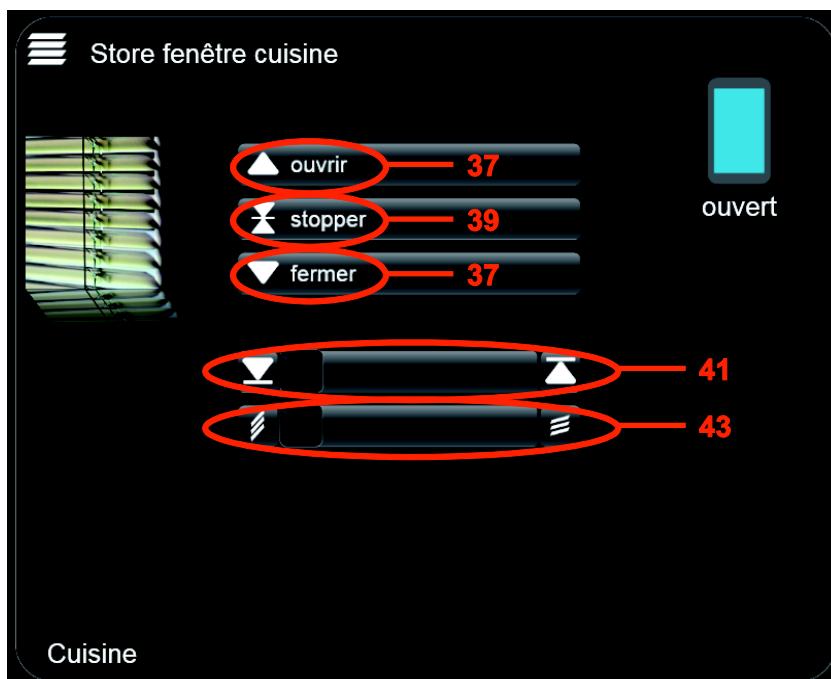 Store fenêtre cuisine
ouvrir 37
stopper 39
fermer 37
ouvert
41
43
Cuisine